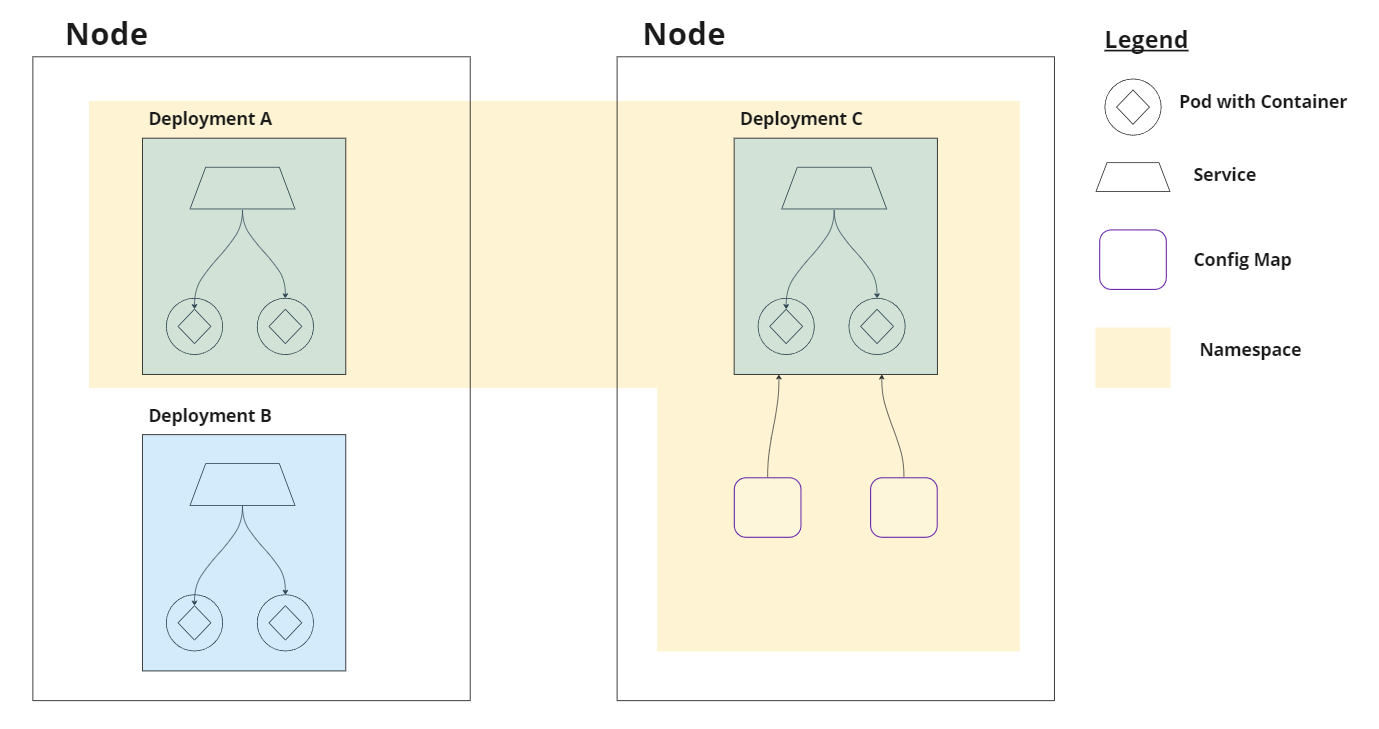 Node
Node
Legend
Deployment A
Deployment C
Pod with Container
Service
Config Map
Namespace
Deployment B